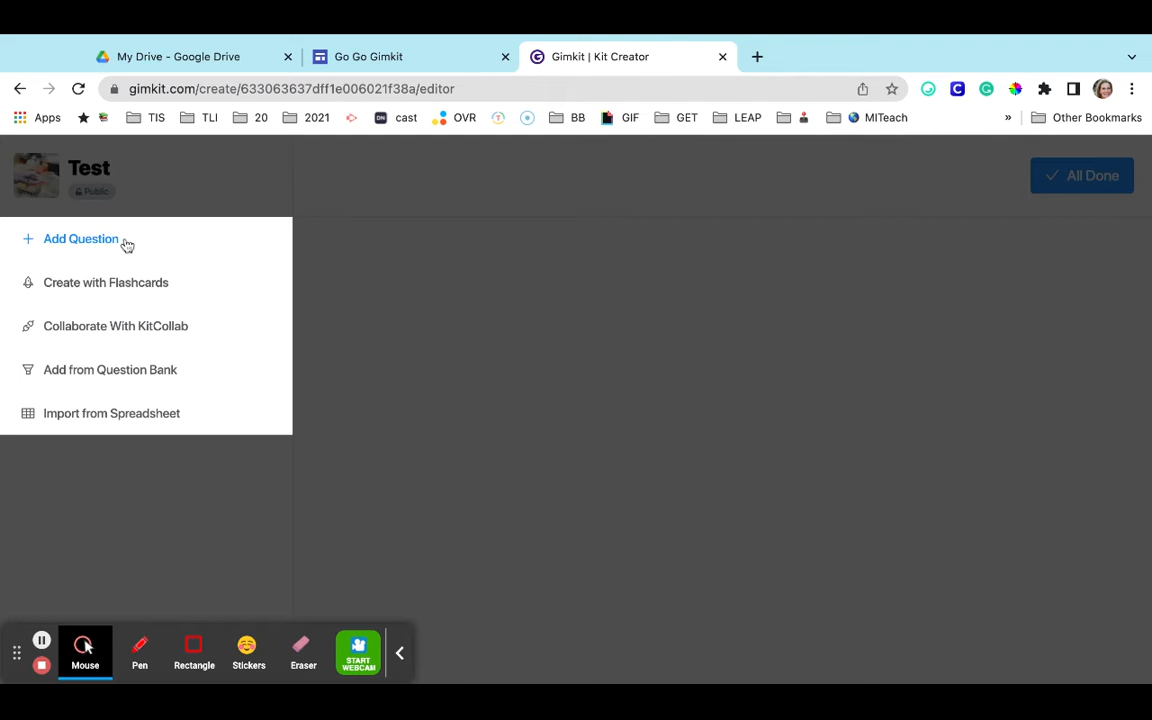 My Drive - Google Drive
Go Go Gimkit
Gimkit | Kit Creator
gimkit.com/create/633063637dff1e006021f38a/editor
Apps
TIS
TLI
20
2021
DN
cast
OVR
T
BB
GIF
GET
LEAP
MITeach
»
Other Bookmarks
Test
Public
All Done
Add Question
Create with Flashcards
Collaborate With KitCollab
Add from Question Bank
Import from Spreadsheet
Mouse
Pen
Rectangle
Stickers
START
WEBCAM
Eraser